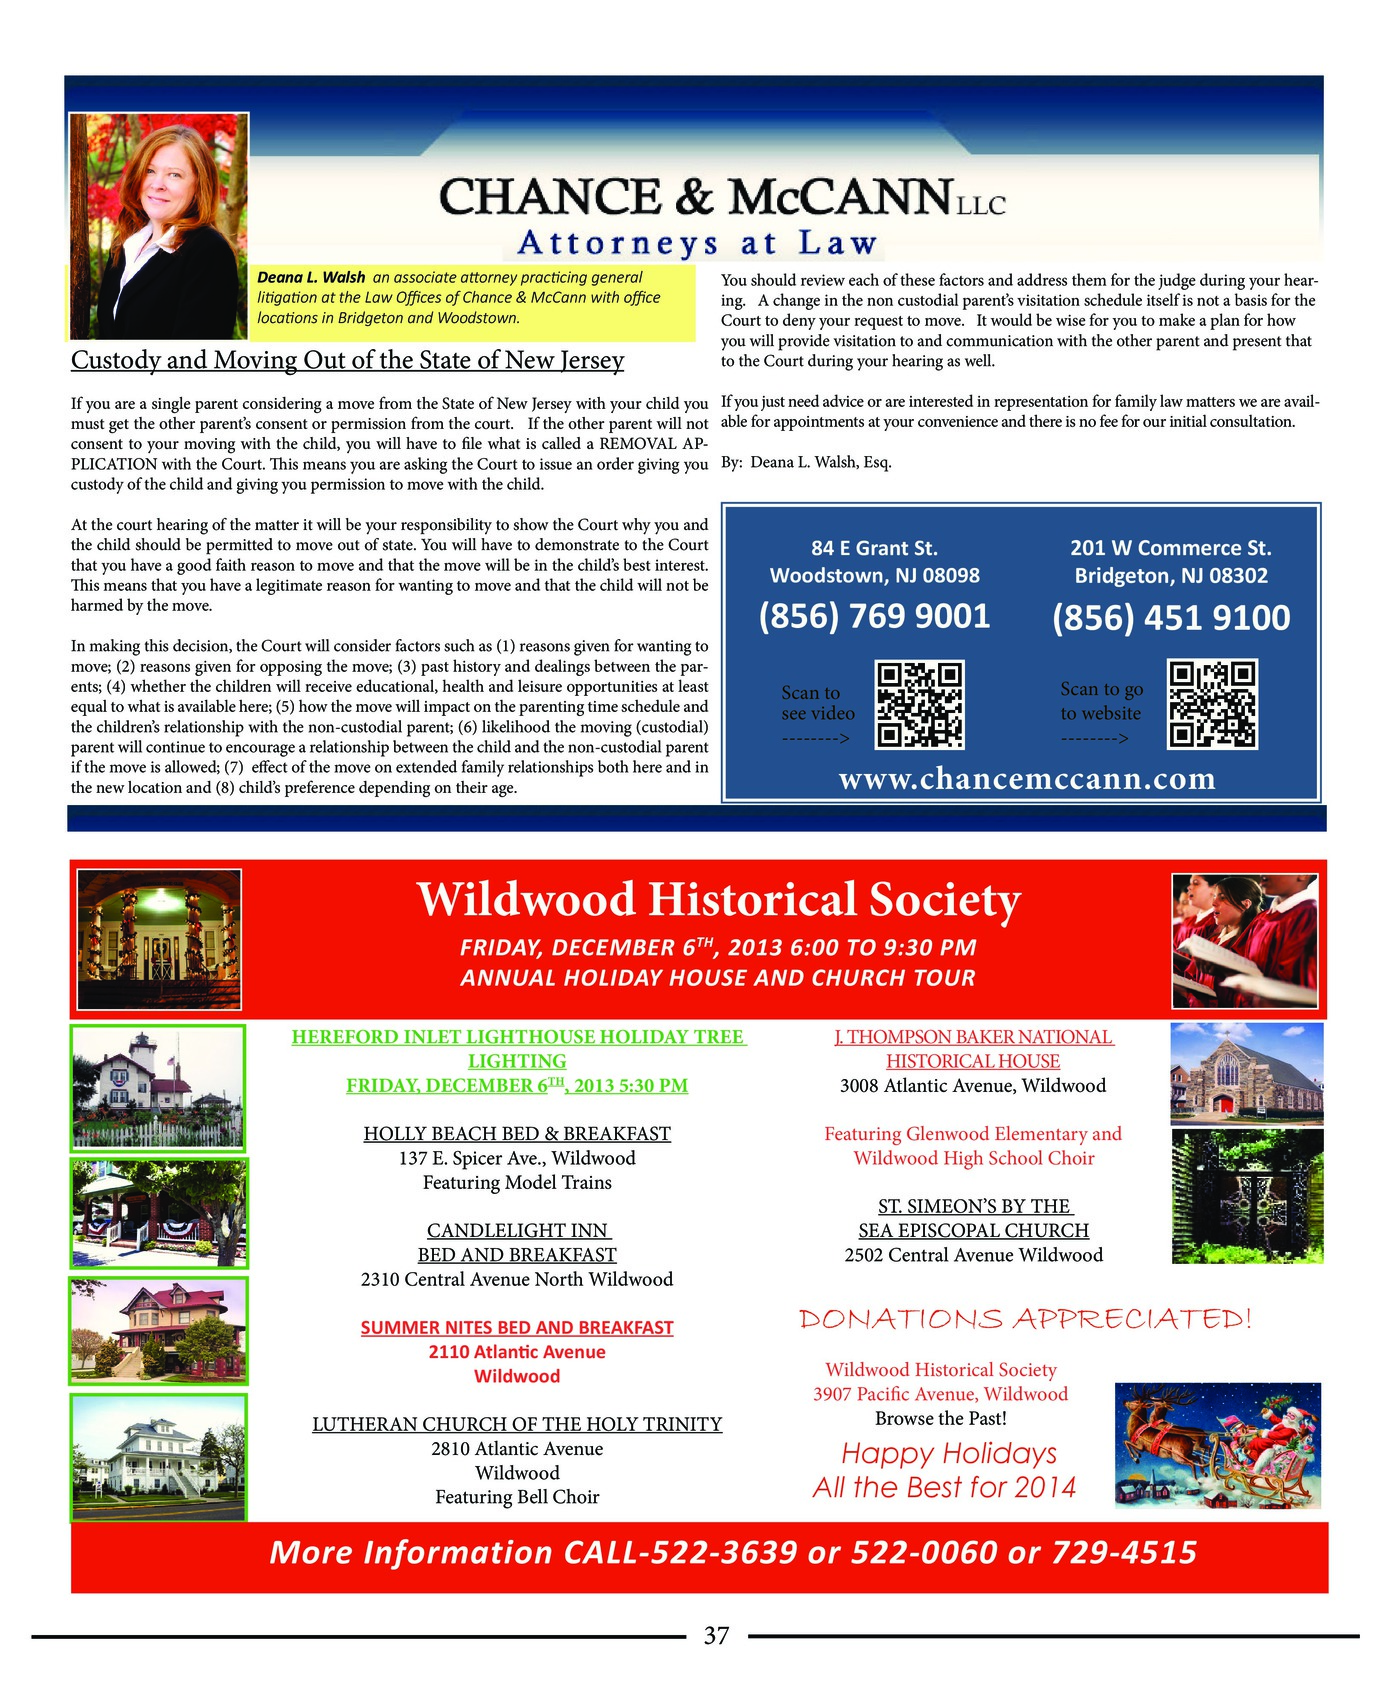 CHANCE & McCANN LLC
Attorneys at Law
Deana L. Walsh an associate attorney practicing general
litigation at the Law Offices of Chance & McCann with office
locations in Bridgeton and Woodstown.
Custody and Moving Out of the State of New Jersey
If you are a single parent considering a move from the State of New Jersey with your child you
must get the other parent's consent or permission from the court. If the other parent will not
consent to your moving with the child, you will have to file what is called a REMOVAL AP-
PLICATION with the Court. This means you are asking the Court to issue an order giving you
custody of the child and giving you permission to move with the child.
At the court hearing of the matter it will be your responsibility to show the Court why you and
the child should be permitted to move out of state. You will have to demonstrate to the Court
that you have a good faith reason to move and that the move will be in the child's best interest.
This means that you have a legitimate reason for wanting to move and that the child will not be
harmed by the move.
In making this decision, the Court will consider factors such as (1) reasons given for wanting to
move; (2) reasons given for opposing the move; (3) past history and dealings between the par-
ents; (4) whether the children will receive educational, health and leisure opportunities at least
equal to what is available here; (5) how the move will impact on the parenting time schedule and
the children's relationship with the non-custodial parent; (6) likelihood the moving (custodial)
parent will continue to encourage a relationship between the child and the non-custodial parent
if the move is allowed; (7) effect of the move on extended family relationships both here and in
the new location and (8) child's preference depending on their age.
You should review each of these factors and address them for the judge during your hear-
ing. A change in the non custodial parent's visitation schedule itself is not a basis for the
Court to deny your request to move. It would be wise for you to make a plan for how
you will provide visitation to and communication with the other parent and present that
to the Court during your hearing as well.
If you just need advice or are interested in representation for family law matters we are avail-
able for appointments at your convenience and there is no fee for our initial consultation.
By: Deana L. Walsh, Esq.
84 E Grant St.
Woodstown, NJ 08098
(856) 769 9001
Scan to
see video
-------->
201 W Commerce St.
Bridgeton, NJ 08302
(856) 451 9100
Scan to go
to website
-------->
www.chancemccann.com
Wildwood Historical Society
FRIDAY, DECEMBER 6TH, 2013 6:00 TO 9:30 PM
ANNUAL HOLIDAY HOUSE AND CHURCH TOUR
HEREFORD INLET LIGHTHOUSE HOLIDAY TREE
LIGHTING
FRIDAY, DECEMBER 6TH, 2013 5:30 PM
HOLLY BEACH BED & BREAKFAST
137 E. Spicer Ave., Wildwood
Featuring Model Trains
CANDLELIGHT INN
BED AND BREAKFAST
2310 Central Avenue North Wildwood
SUMMER NITES BED AND BREAKFAST
2110 Atlantic Avenue
Wildwood
LUTHERAN CHURCH OF THE HOLY TRINITY
2810 Atlantic Avenue
Wildwood
Featuring Bell Choir
J. THOMPSON BAKER NATIONAL
HISTORICAL HOUSE
3008 Atlantic Avenue, Wildwood
Featuring Glenwood Elementary and
Wildwood High School Choir
ST. SIMEON'S BY THE
SEA EPISCOPAL CHURCH
2502 Central Avenue Wildwood
DONATIONS APPRECIATED!
Wildwood Historical Society
3907 Pacific Avenue, Wildwood
Browse the Past!
Happy Holidays
All the Best for 2014
More Information CALL-522-3639 or 522-0060 or 729-4515
37